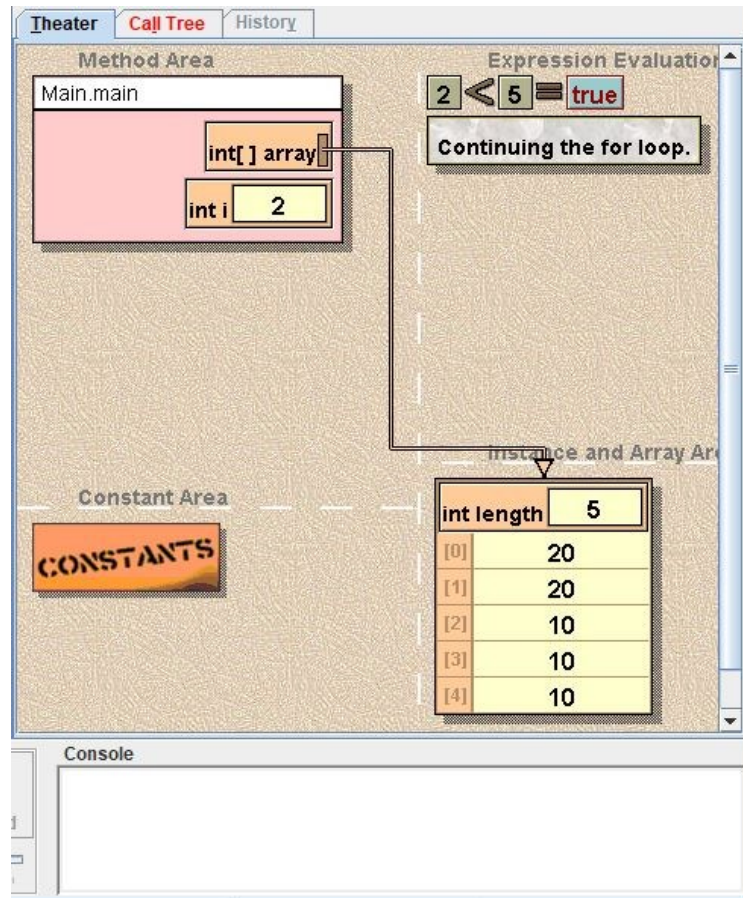 Theater Call Tree History
Method Area
Main.main
int[ ] array
int i 2
Expression Evaluation
2 < 5 = true
Continuing the for loop.
Constant Area
CONSTANTS
Instance and Array Are
int length 5
[0] 20
[1] 20
[2] 10
[3] 10
[4] 10
Console